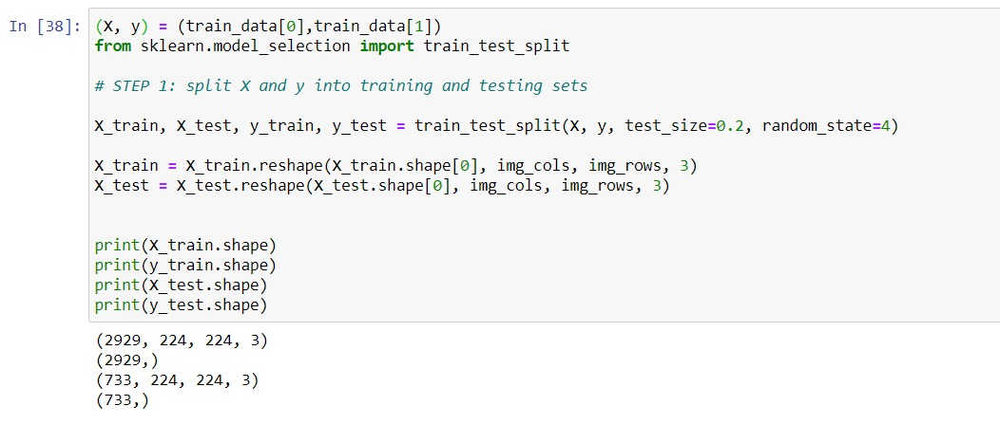 In [38]: (X, y) = (train_data[0],train_data[1])
from sklearn.model_selection import train_test_split
# STEP 1: split X and y into training and testing sets
X_train, X_test, y_train, y_test = train_test_split(X, y, test_size=0.2, random_state=4)
X_train = X_train.reshape(X_train.shape[0], img_cols, img_rows, 3)
X_test = X_test.reshape(X_test.shape[0], img_cols, img_rows, 3)
print(X_train.shape)
print(y_train.shape)
print(X_test.shape)
print(y_test.shape)
(2929, 224, 224, 3)
(2929,)
(733, 224, 224, 3)
(733,)